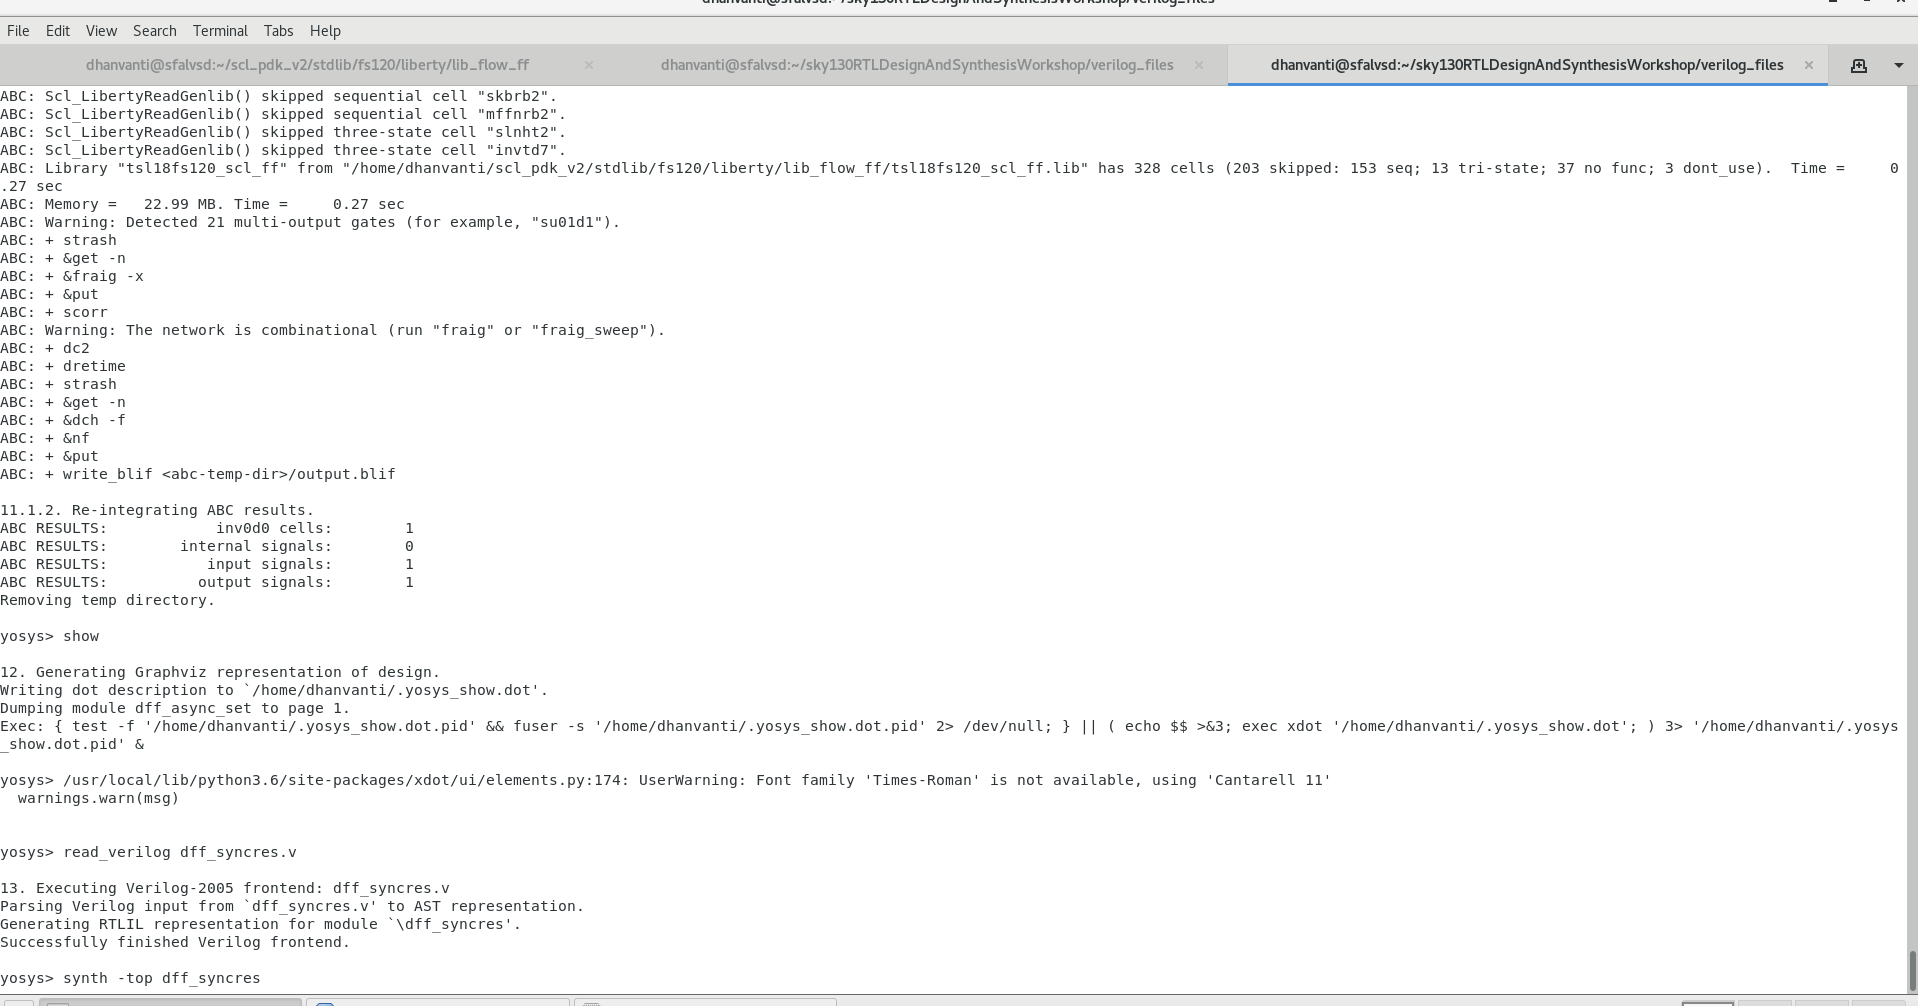 dhanvanti@sfalvsd:~/sky130RTLDesignAndSynthesisWorkshop/verilog_files
File Edit View Search Terminal Tabs Help
dhanvanti@sfalvsd:~/scl_pdk_v2/stdlib/fs120/liberty/lib_flow_ff × dhanvanti@sfalvsd:~/sky130RTLDesignAndSynthesisWorkshop/verilog_files × dhanvanti@sfalvsd:~/sky130RTLDesignAndSynthesisWorkshop/verilog_files ×
ABC: Scl_LibertyReadGenlib() skipped sequential cell "skbrb2".
ABC: Scl_LibertyReadGenlib() skipped sequential cell "mffnrb2".
ABC: Scl_LibertyReadGenlib() skipped three-state cell "slnht2".
ABC: Scl_LibertyReadGenlib() skipped three-state cell "invtd7".
ABC: Library "tsl18fs120_scl_ff" from "/home/dhanvanti/scl_pdk_v2/stdlib/fs120/liberty/lib_flow_ff/tsl18fs120_scl_ff.lib" has 328 cells (203 skipped: 153 seq; 13 tri-state; 37 no func; 3 dont_use).  Time =     0
.27 sec
ABC: Memory =   22.99 MB. Time =     0.27 sec
ABC: Warning: Detected 21 multi-output gates (for example, "su01d1").
ABC: + strash
ABC: + &get -n
ABC: + &fraig -x
ABC: + &put
ABC: + scorr
ABC: Warning: The network is combinational (run "fraig" or "fraig_sweep").
ABC: + dc2
ABC: + dretime
ABC: + strash
ABC: + &get -n
ABC: + &dch -f
ABC: + &nf
ABC: + &put
ABC: + write_blif <abc-temp-dir>/output.blif
11.1.2. Re-integrating ABC results.
ABC RESULTS:            inv0d0 cells:        1
ABC RESULTS:        internal signals:        0
ABC RESULTS:           input signals:        1
ABC RESULTS:          output signals:        1
Removing temp directory.
yosys> show
12. Generating Graphviz representation of design.
Writing dot description to `/home/dhanvanti/.yosys_show.dot'.
Dumping module dff_async_set to page 1.
Exec: { test -f '/home/dhanvanti/.yosys_show.dot.pid' && fuser -s '/home/dhanvanti/.yosys_show.dot.pid' 2> /dev/null; } || ( echo $$ >&3; exec xdot '/home/dhanvanti/.yosys_show.dot'; ) 3> '/home/dhanvanti/.yosys
_show.dot.pid' &
yosys> /usr/local/lib/python3.6/site-packages/xdot/ui/elements.py:174: UserWarning: Font family 'Times-Roman' is not available, using 'Cantarell 11'
  warnings.warn(msg)
yosys> read_verilog dff_syncres.v
13. Executing Verilog-2005 frontend: dff_syncres.v
Parsing Verilog input from `dff_syncres.v' to AST representation.
Generating RTLIL representation for module `\dff_syncres'.
Successfully finished Verilog frontend.
yosys> synth -top dff_syncres